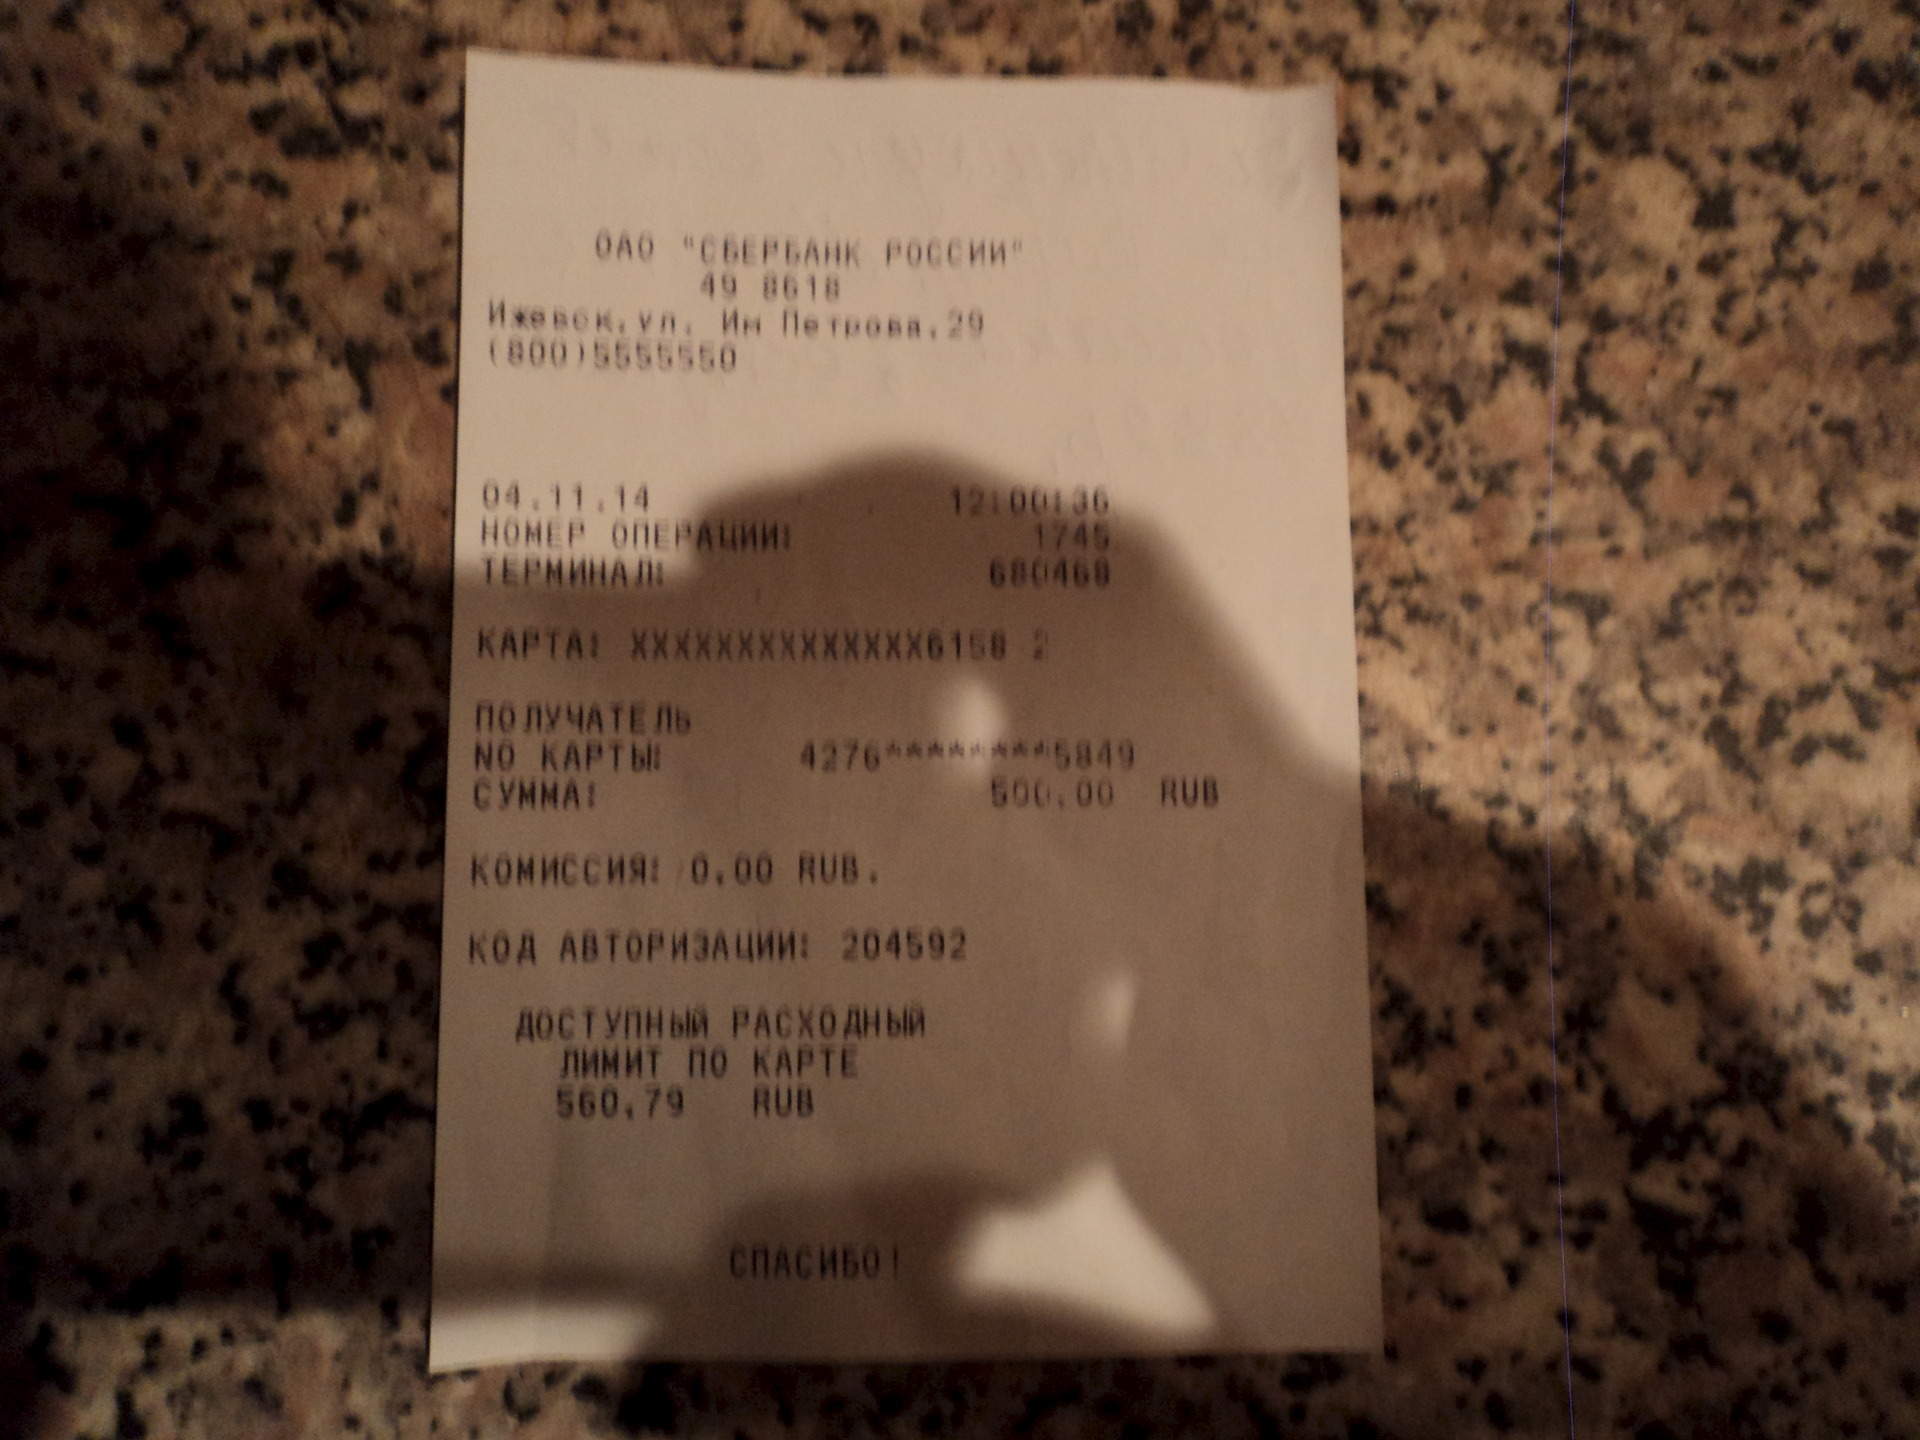 ОАО "СБЕРБАНК РОССИИ"
49 8618
Ижевск,ул. Им Петрова,29
(800)5555550
04.11.14 12:00:36
НОМЕР ОПЕРАЦИИ: 1745
ТЕРМИНАЛ: 680468
КАРТА: XXXXXXXXXXXXXX6158 2
ПОЛУЧАТЕЛЬ
NO КАРТЫ: 4276********5849
СУММА: 500.00 RUB
КОМИССИЯ: 0.00 RUB.
КОД АВТОРИЗАЦИИ: 204592
ДОСТУПНЫЙ РАСХОДНЫЙ
ЛИМИТ ПО КАРТЕ
560.79 RUB
СПАСИБО!